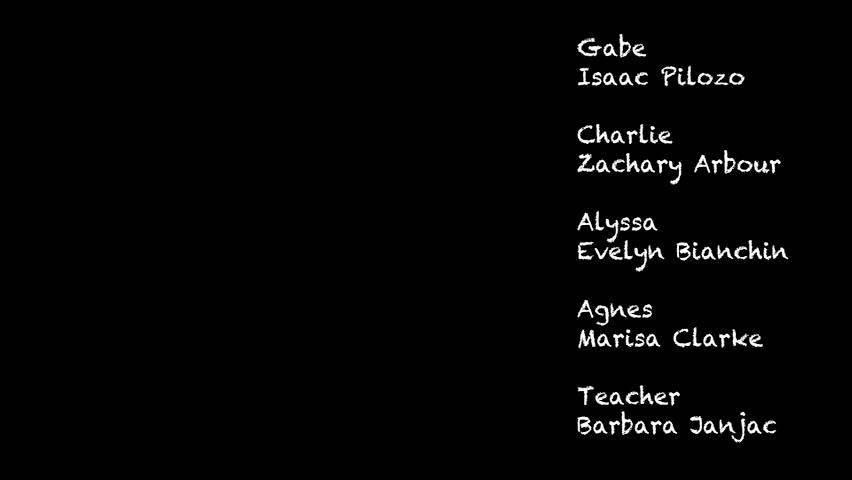 Gabe
Isaac Pilozo
Charlie
Zachary Arbour
Alyssa
Evelyn Bianchin
Agnes
Marisa Clarke
Teacher
Barbara Janjac